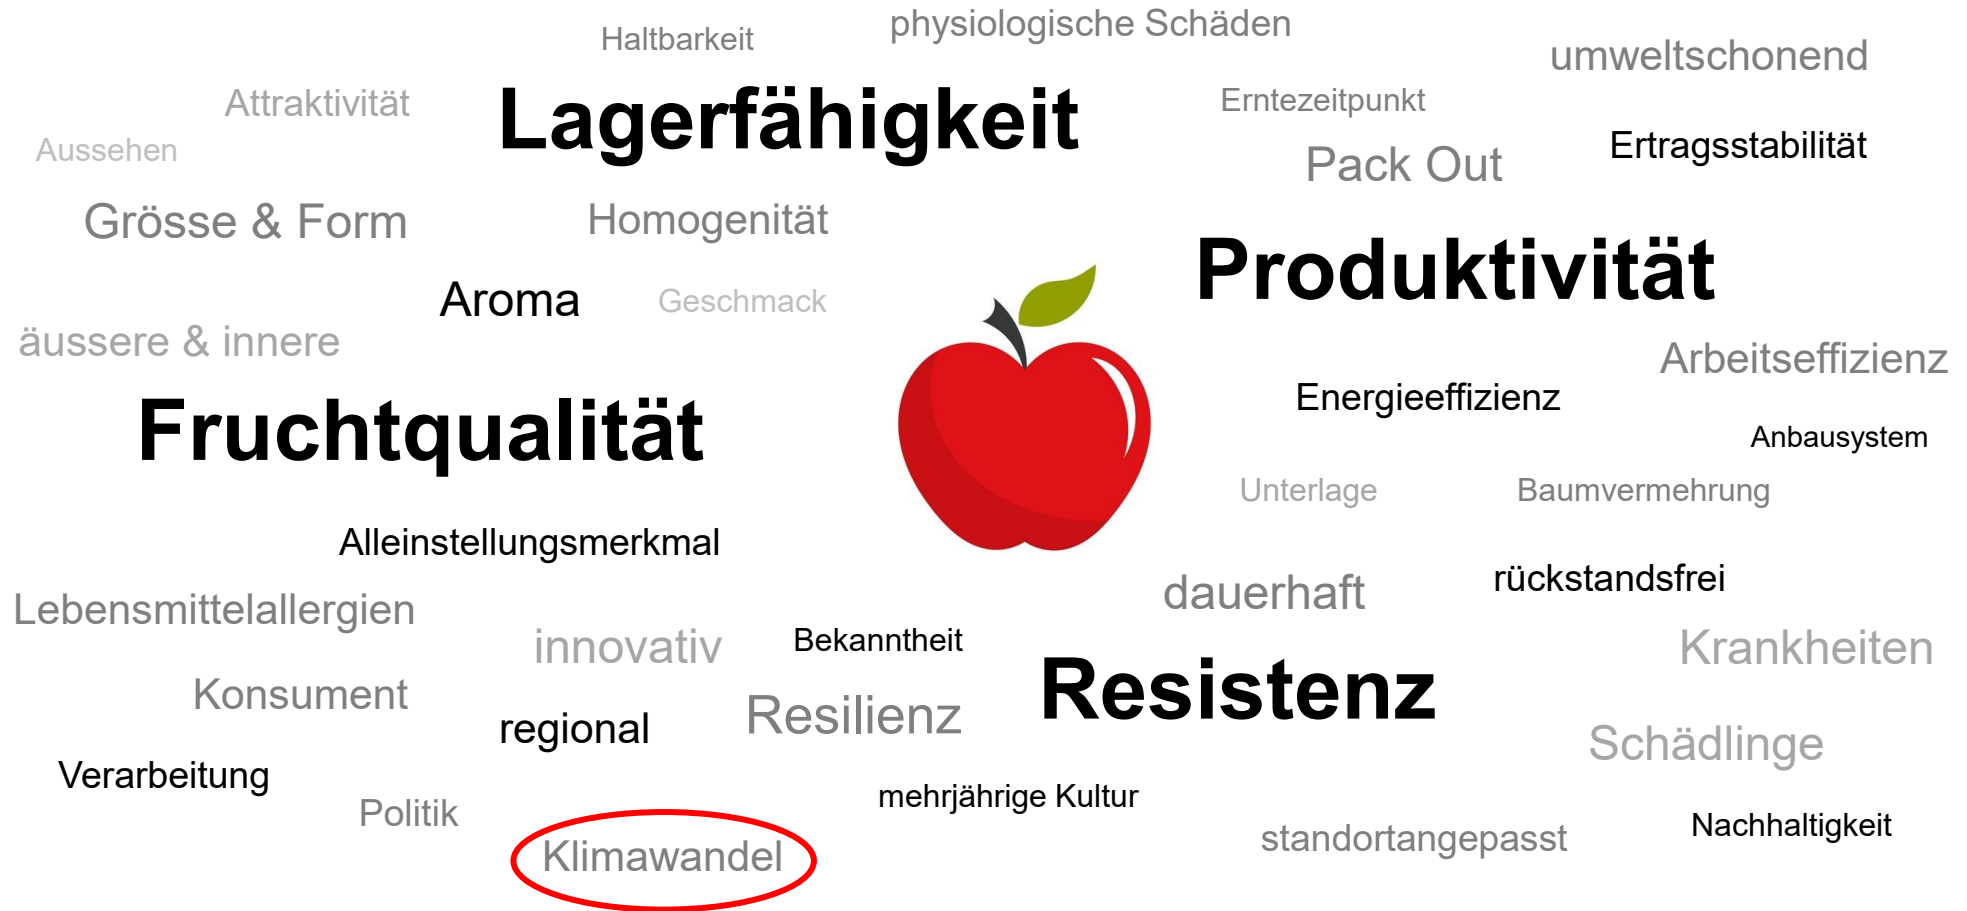 physiologische Schäden
Haltbarkeit
umweltschonend
Attraktivität
Lagerfähigkeit
Erntezeitpunkt
Aussehen
Pack Out
Ertragsstabilität
Grösse & Form
Homogenität
Produktivität
Aroma
Geschmack
äussere & innere
Arbeitseffizienz
Energieeffizienz
Fruchtqualität
Anbausystem
Unterlage
Baumvermehrung
Alleinstellungsmerkmal
dauerhaft
rückstandsfrei
Lebensmittelallergien
innovativ
Bekanntheit
Krankheiten
Konsument
Resistenz
regional
Resilienz
Schädlinge
Verarbeitung
mehrjährige Kultur
Politik
Nachhaltigkeit
standortangepasst
Klimawandel